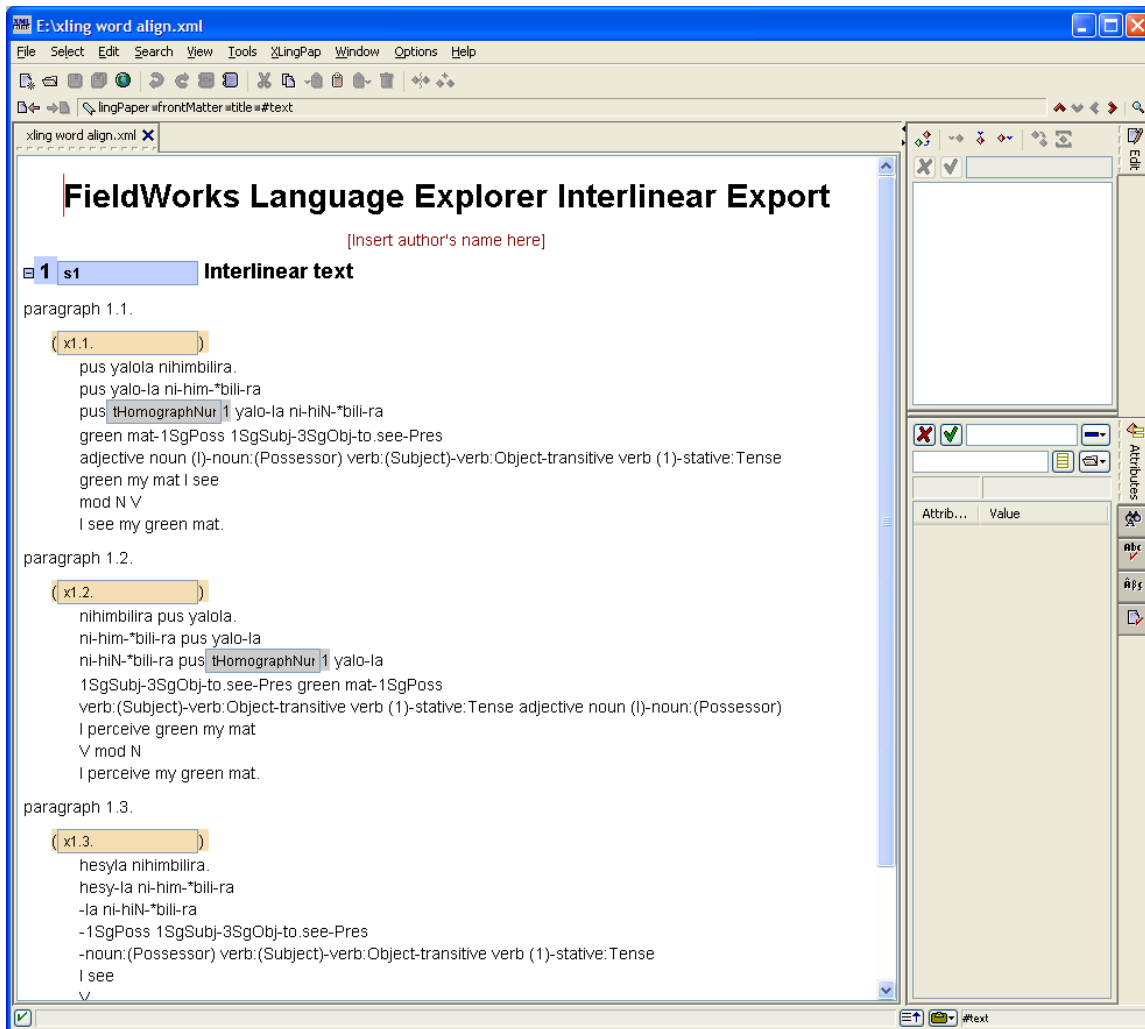 E:\xling word align.xml
File Select Edit Search View Tools XLingPap Window Options Help
lingPaper frontMatter title #text
xling word align.xml
FieldWorks Language Explorer Interlinear Export
[Insert author's name here]
1 s1 Interlinear text
paragraph 1.1.
( x1.1. )
pus yalola nihimbilira.
pus yalo-la ni-him-*bili-ra
pus tHomographNur 1 yalo-la ni-hiN-*bili-ra
green mat-1SgPoss 1SgSubj-3SgObj-to.see-Pres
adjective noun (I)-noun:(Possessor) verb:(Subject)-verb:Object-transitive verb (1)-stative:Tense
green my mat I see
mod N V
I see my green mat.
paragraph 1.2.
( x1.2. )
nihimbilira pus yalola.
ni-him-*bili-ra pus yalo-la
ni-hiN-*bili-ra pus tHomographNur 1 yalo-la
1SgSubj-3SgObj-to.see-Pres green mat-1SgPoss
verb:(Subject)-verb:Object-transitive verb (1)-stative:Tense adjective noun (I)-noun:(Possessor)
I perceive green my mat
V mod N
I perceive my green mat.
paragraph 1.3.
( x1.3. )
hesyla nihimbilira.
hesy-la ni-him-*bili-ra
-la ni-hiN-*bili-ra
-1SgPoss 1SgSubj-3SgObj-to.see-Pres
-noun:(Possessor) verb:(Subject)-verb:Object-transitive verb (1)-stative:Tense
I see
V
Edit
Attributes
Attrib... Value
Abc
#text